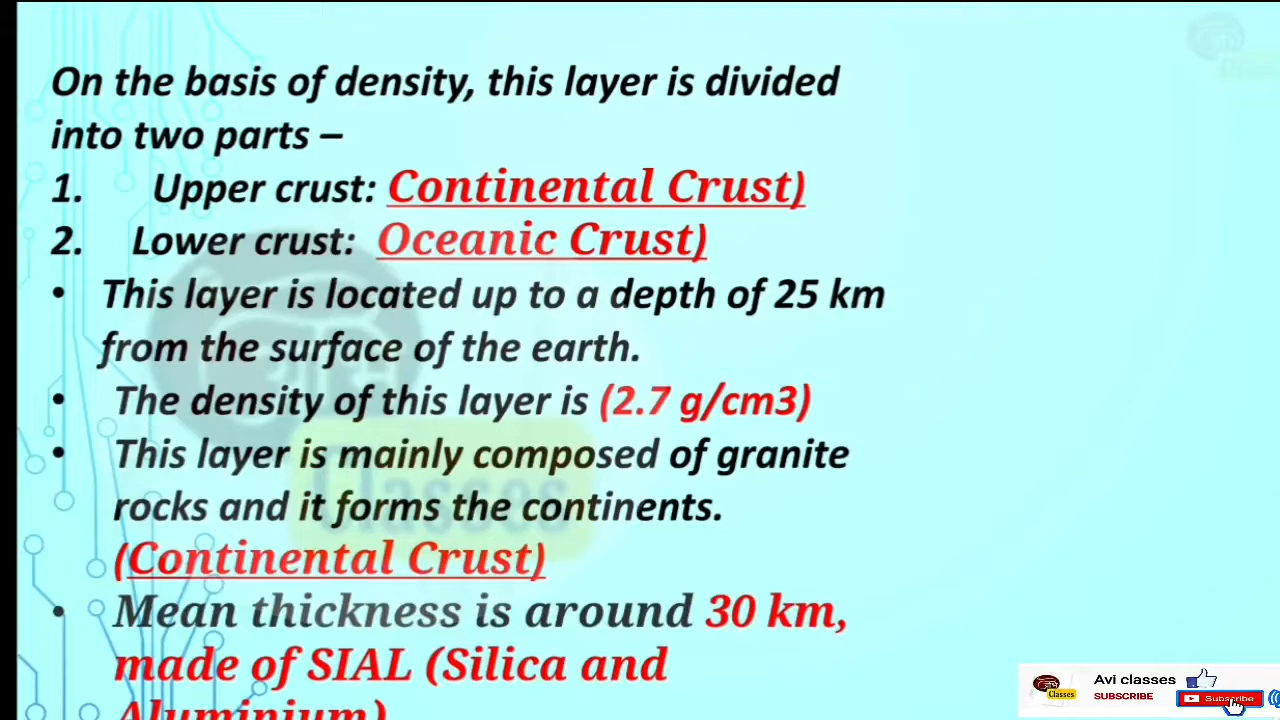 On the basis of density, this layer is divided
into two parts –
1. Upper crust: Continental Crust)
2. Lower crust: Oceanic Crust)
• This layer is located up to a depth of 25 km
from the surface of the earth.
• The density of this layer is (2.7 g/cm3)
• This layer is mainly composed of granite
rocks and it forms the continents.
(Continental Crust)
• Mean thickness is around 30 km,
made of SIAL (Silica and
Aluminium)
Classes
Avi classes
SUBSCRIBE
Classes
Subscribe